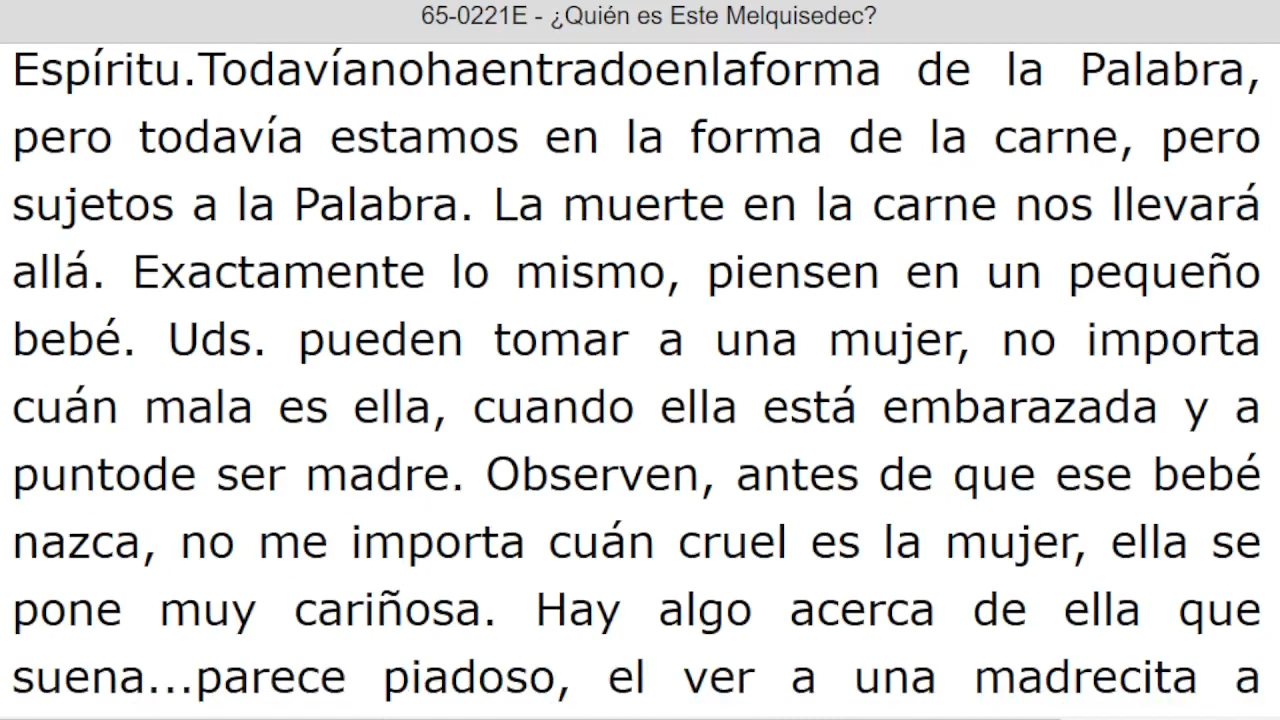 65-0221E - ¿Quién es Este Melquisedec?
Espíritu.Todavíanohaentradoenlaforma de la Palabra,
pero todavía estamos en la forma de la carne, pero
sujetos a la Palabra. La muerte en la carne nos llevará
allá. Exactamente lo mismo, piensen en un pequeño
bebé. Uds. pueden tomar a una mujer, no importa
cuán mala es ella, cuando ella está embarazada y a
puntode ser madre. Observen, antes de que ese bebé
nazca, no me importa cuán cruel es la mujer, ella se
pone muy cariñosa. Hay algo acerca de ella que
suena...parece piadoso, el ver a una madrecita a